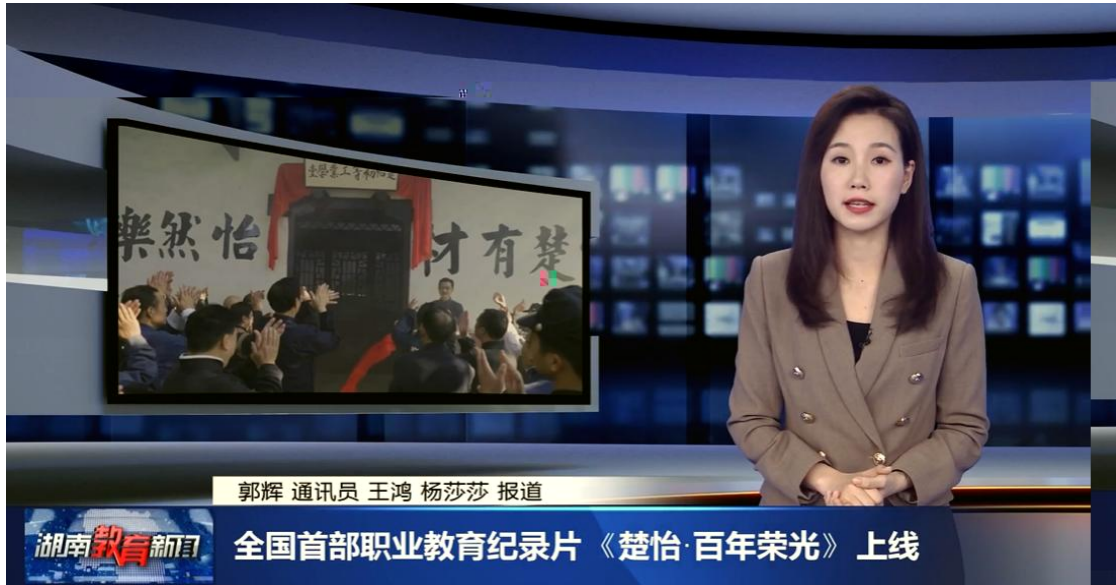 樂然怡
才有楚
郭辉 通讯员 王鸿 杨莎莎 报道
湖南教育新闻
全国首部职业教育纪录片《楚怡·百年荣光》上线